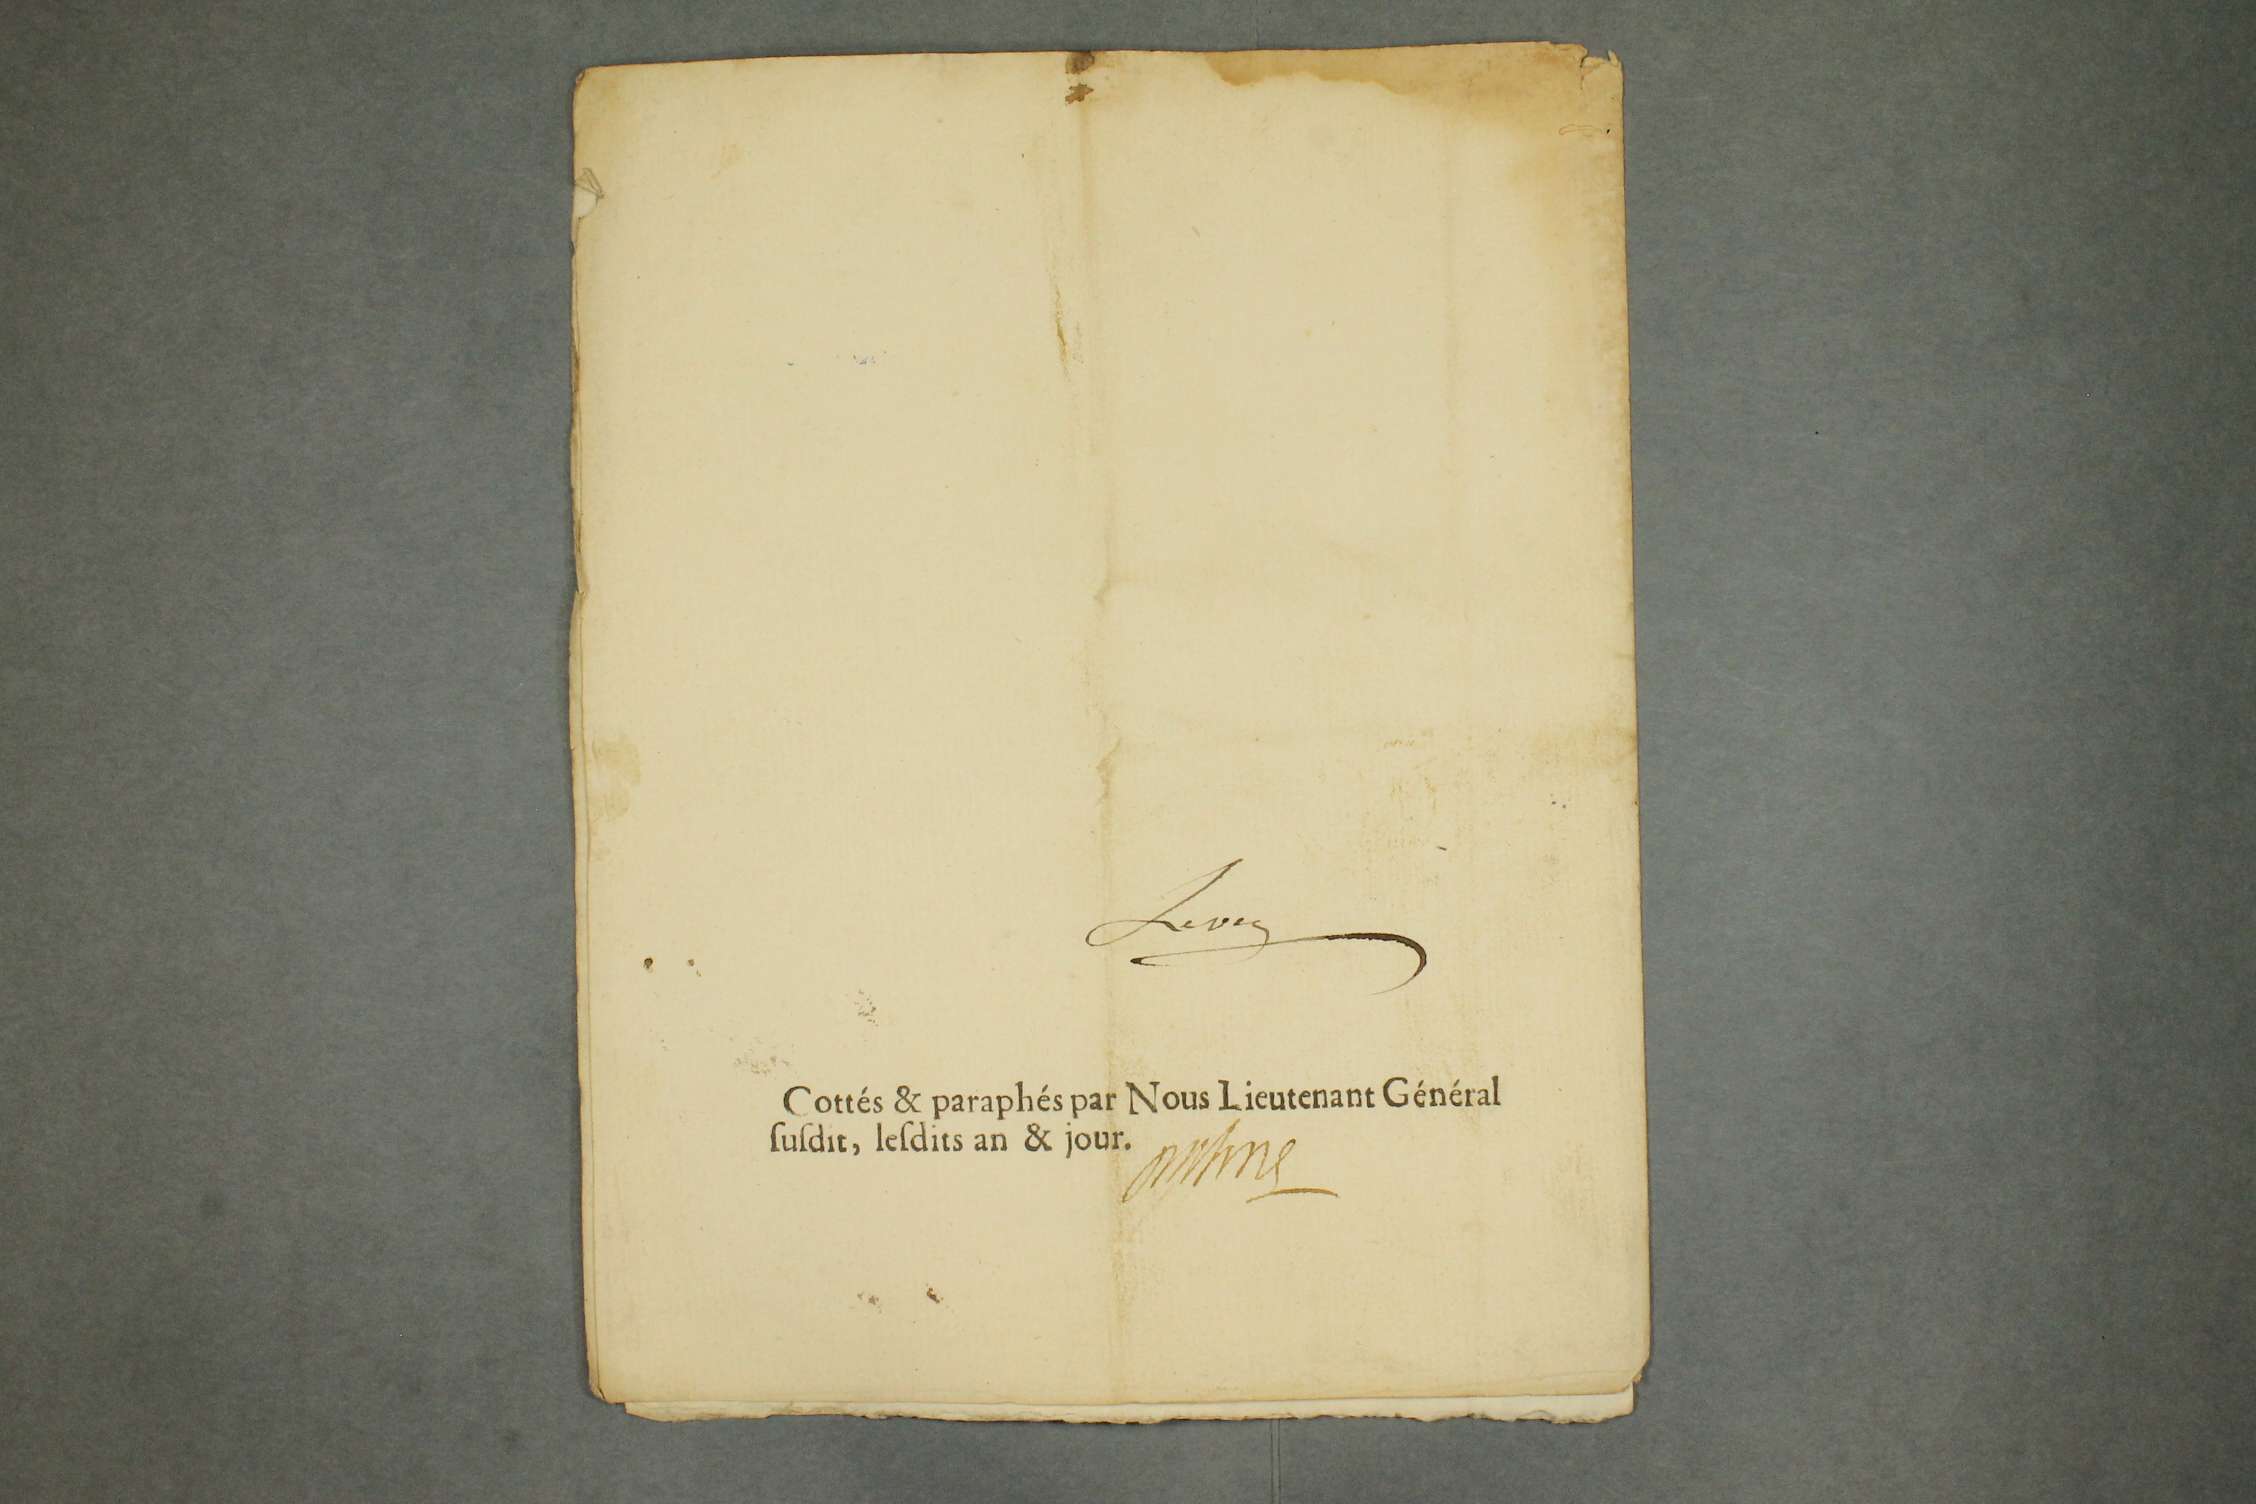 Cottés & paraphés par Nous Lieutenant Général
ſuſdit, leſdits an & jour.